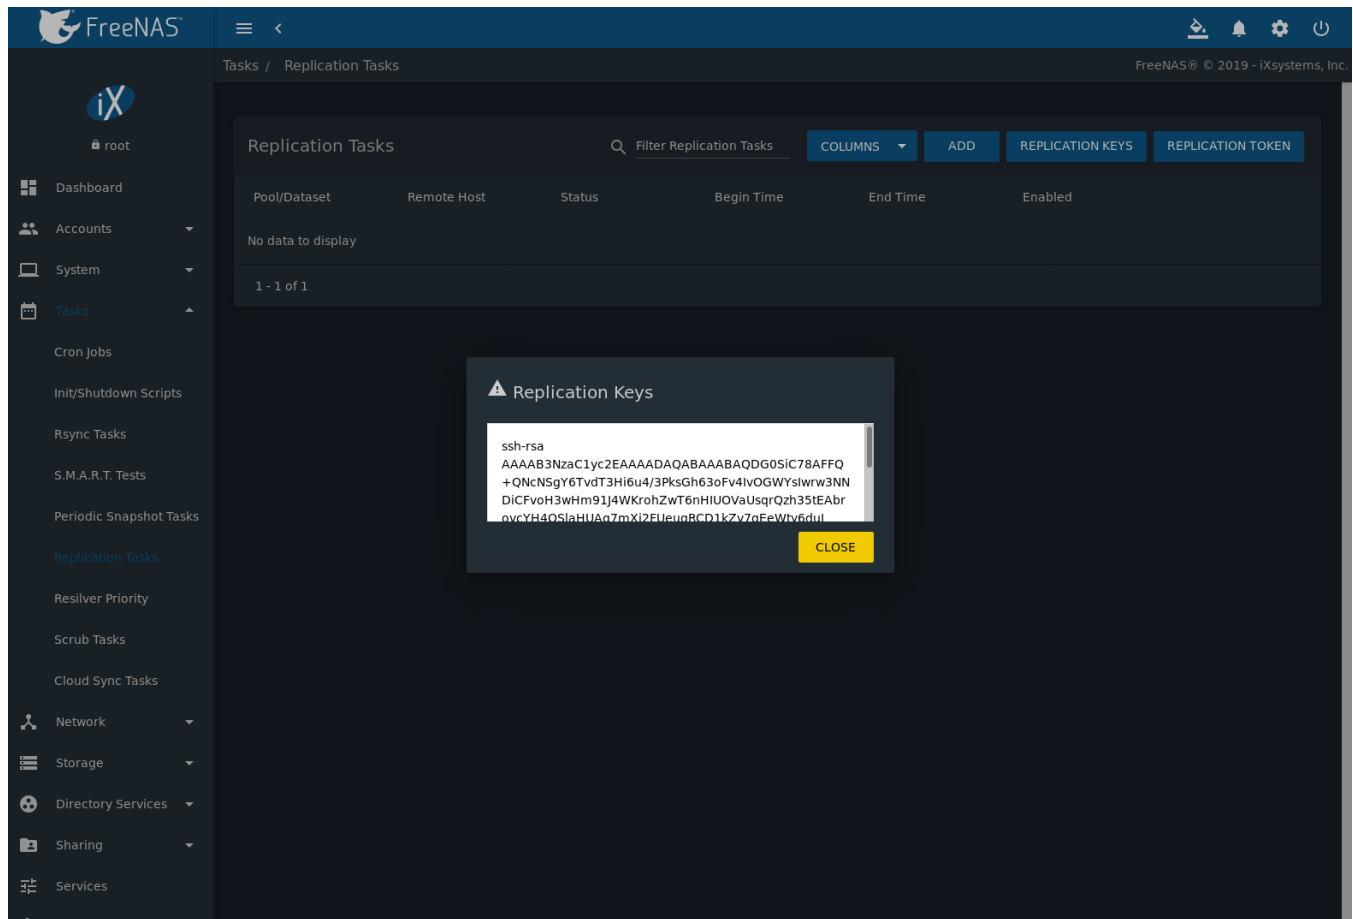 FreeNAS®
Tasks / Replication Tasks
FreeNAS® © 2019 - iXsystems, Inc.
iX
root
Dashboard
Accounts
System
Tasks
Cron Jobs
Init/Shutdown Scripts
Rsync Tasks
S.M.A.R.T. Tests
Periodic Snapshot Tasks
Replication Tasks
Resilver Priority
Scrub Tasks
Cloud Sync Tasks
Network
Storage
Directory Services
Sharing
Services
Replication Tasks
Filter Replication Tasks
COLUMNS
ADD
REPLICATION KEYS
REPLICATION TOKEN
Pool/Dataset Remote Host Status Begin Time End Time Enabled
No data to display
1 - 1 of 1
Replication Keys
ssh-rsa
AAAAB3NzaC1yc2EAAAADAQABAAABAQDG0SiC78AFFQ
+QNcNSgY6TvdT3Hi6u4/3PksGh63oFv4IvOGWYsIwrw3NN
DiCFvoH3wHm91J4WKrohZwT6nHIUOVaUsqrQzh35tEAbr
CLOSE